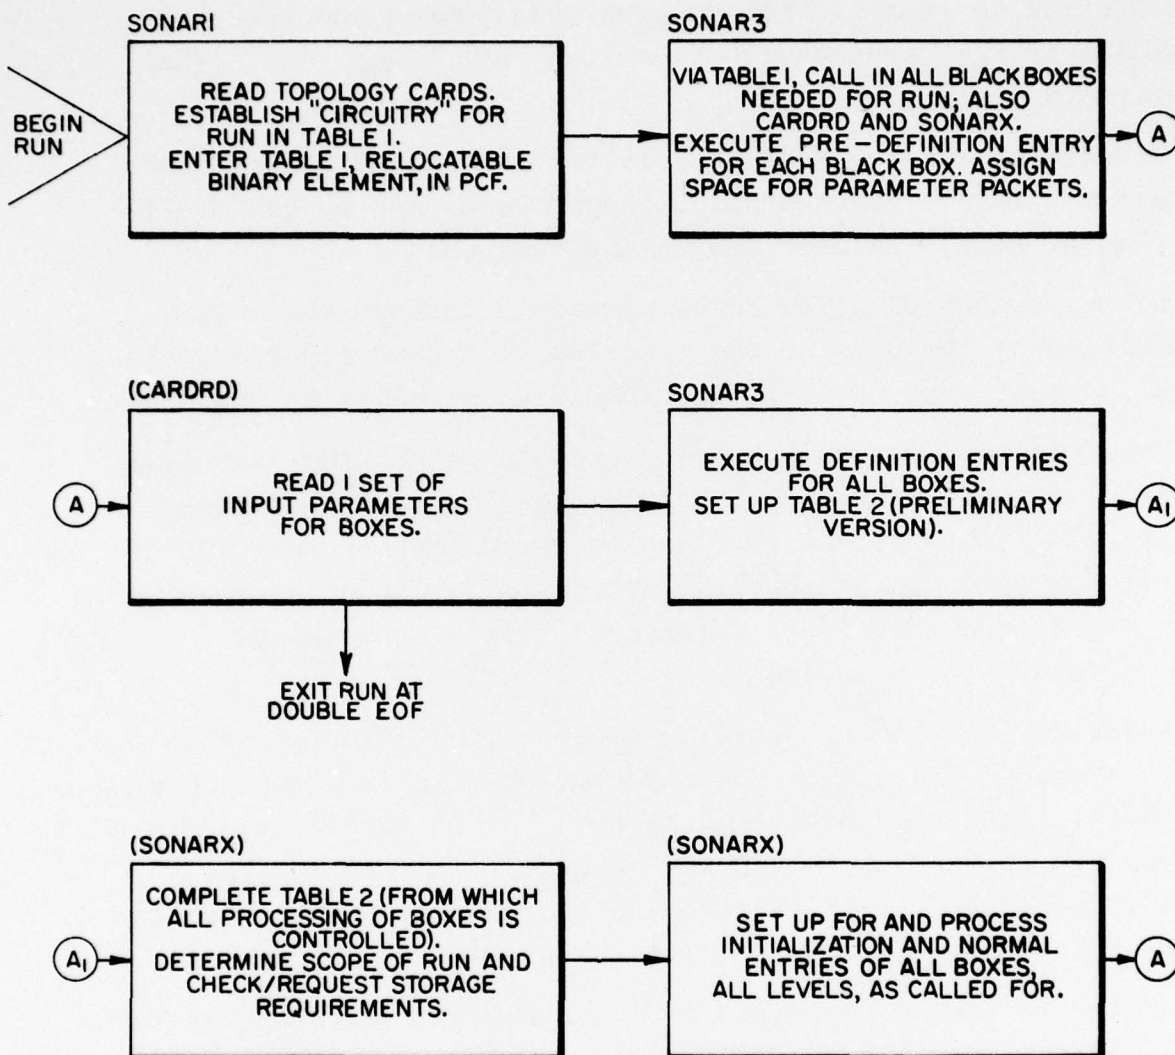 SONAR1
SONAR3
BEGIN
RUN
READ TOPOLOGY CARDS.
ESTABLISH "CIRCUITRY" FOR
RUN IN TABLE 1.
ENTER TABLE 1, RELOCATABLE
BINARY ELEMENT, IN PCF.
VIA TABLE 1, CALL IN ALL BLACK BOXES
NEEDED FOR RUN; ALSO
CARDRD AND SONARX.
EXECUTE PRE-DEFINITION ENTRY
FOR EACH BLACK BOX. ASSIGN
SPACE FOR PARAMETER PACKETS.
A
(CARDRD)
SONAR3
A
READ 1 SET OF
INPUT PARAMETERS
FOR BOXES.
EXECUTE DEFINITION ENTRIES
FOR ALL BOXES.
SET UP TABLE 2 (PRELIMINARY
VERSION).
A1
EXIT RUN AT
DOUBLE EOF
(SONARX)
(SONARX)
A1
COMPLETE TABLE 2 (FROM WHICH
ALL PROCESSING OF BOXES IS
CONTROLLED).
DETERMINE SCOPE OF RUN AND
CHECK/REQUEST STORAGE
REQUIREMENTS.
SET UP FOR AND PROCESS
INITIALIZATION AND NORMAL
ENTRIES OF ALL BOXES,
ALL LEVELS, AS CALLED FOR.
A